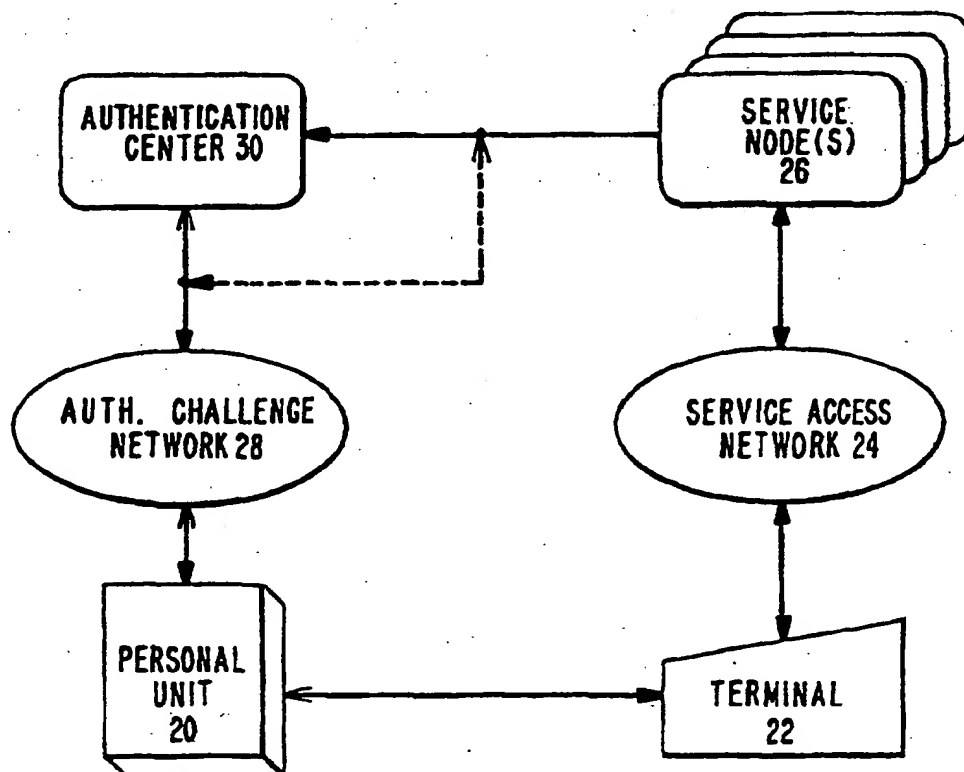 AUTHENTICATION
CENTER 30
SERVICE
NODE(S)
26
AUTH. CHALLENGE
NETWORK 28
SERVICE ACCESS
NETWORK 24
PERSONAL
UNIT
20
TERMINAL
22